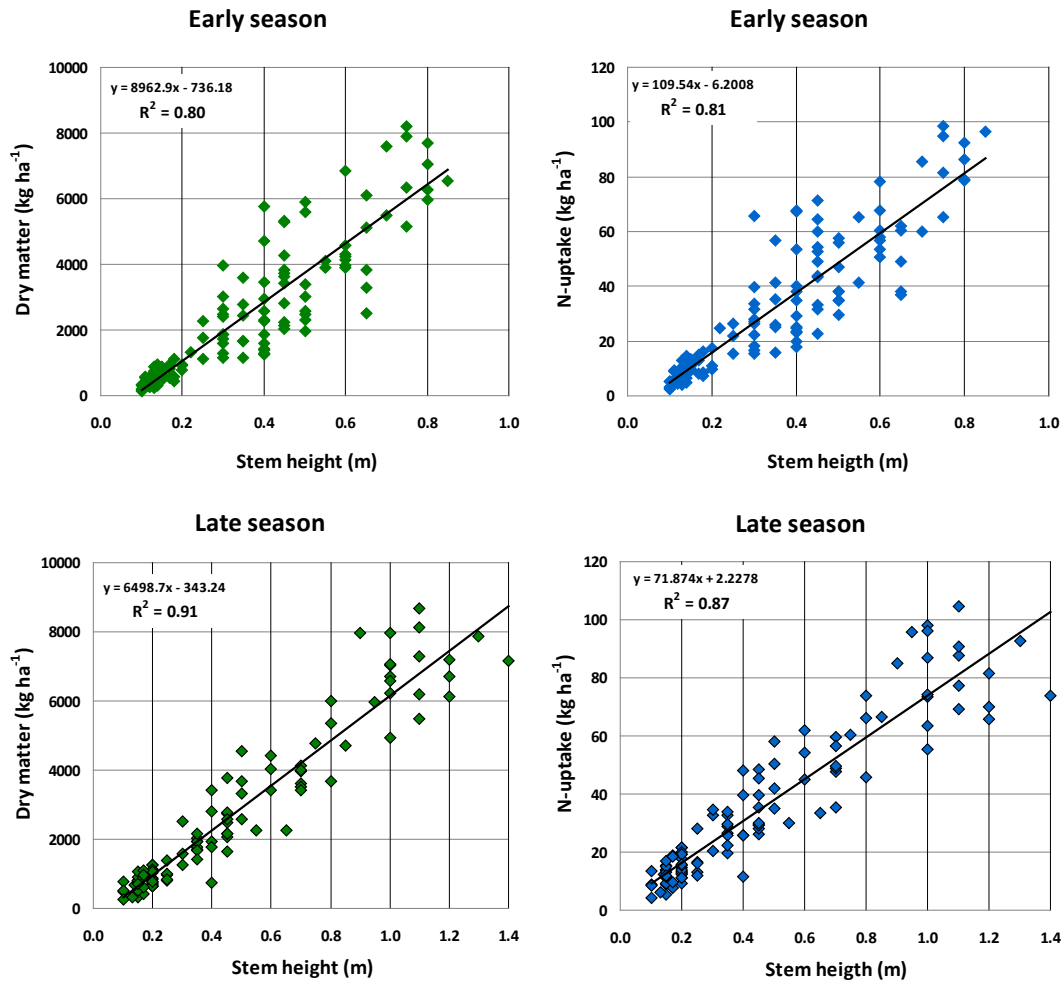 Early season
y = 8962.9x - 736.18
R² = 0.80
Dry matter (kg ha⁻¹)
10000
8000
6000
4000
2000
0
0.0 0.2 0.4 0.6 0.8 1.0
Stem height (m)
Early season
y = 109.54x - 6.2008
R² = 0.81
N-uptake (kg ha⁻¹)
120
100
80
60
40
20
0
0.0 0.2 0.4 0.6 0.8 1.0
Stem heigth (m)
Late season
y = 6498.7x - 343.24
R² = 0.91
Dry matter (kg ha⁻¹)
10000
8000
6000
4000
2000
0
0.0 0.2 0.4 0.6 0.8 1.0 1.2 1.4
Stem height (m)
Late season
y = 71.874x + 2.2278
R² = 0.87
N-uptake (kg ha⁻¹)
120
100
80
60
40
20
0
0.0 0.2 0.4 0.6 0.8 1.0 1.2 1.4
Stem heigth (m)